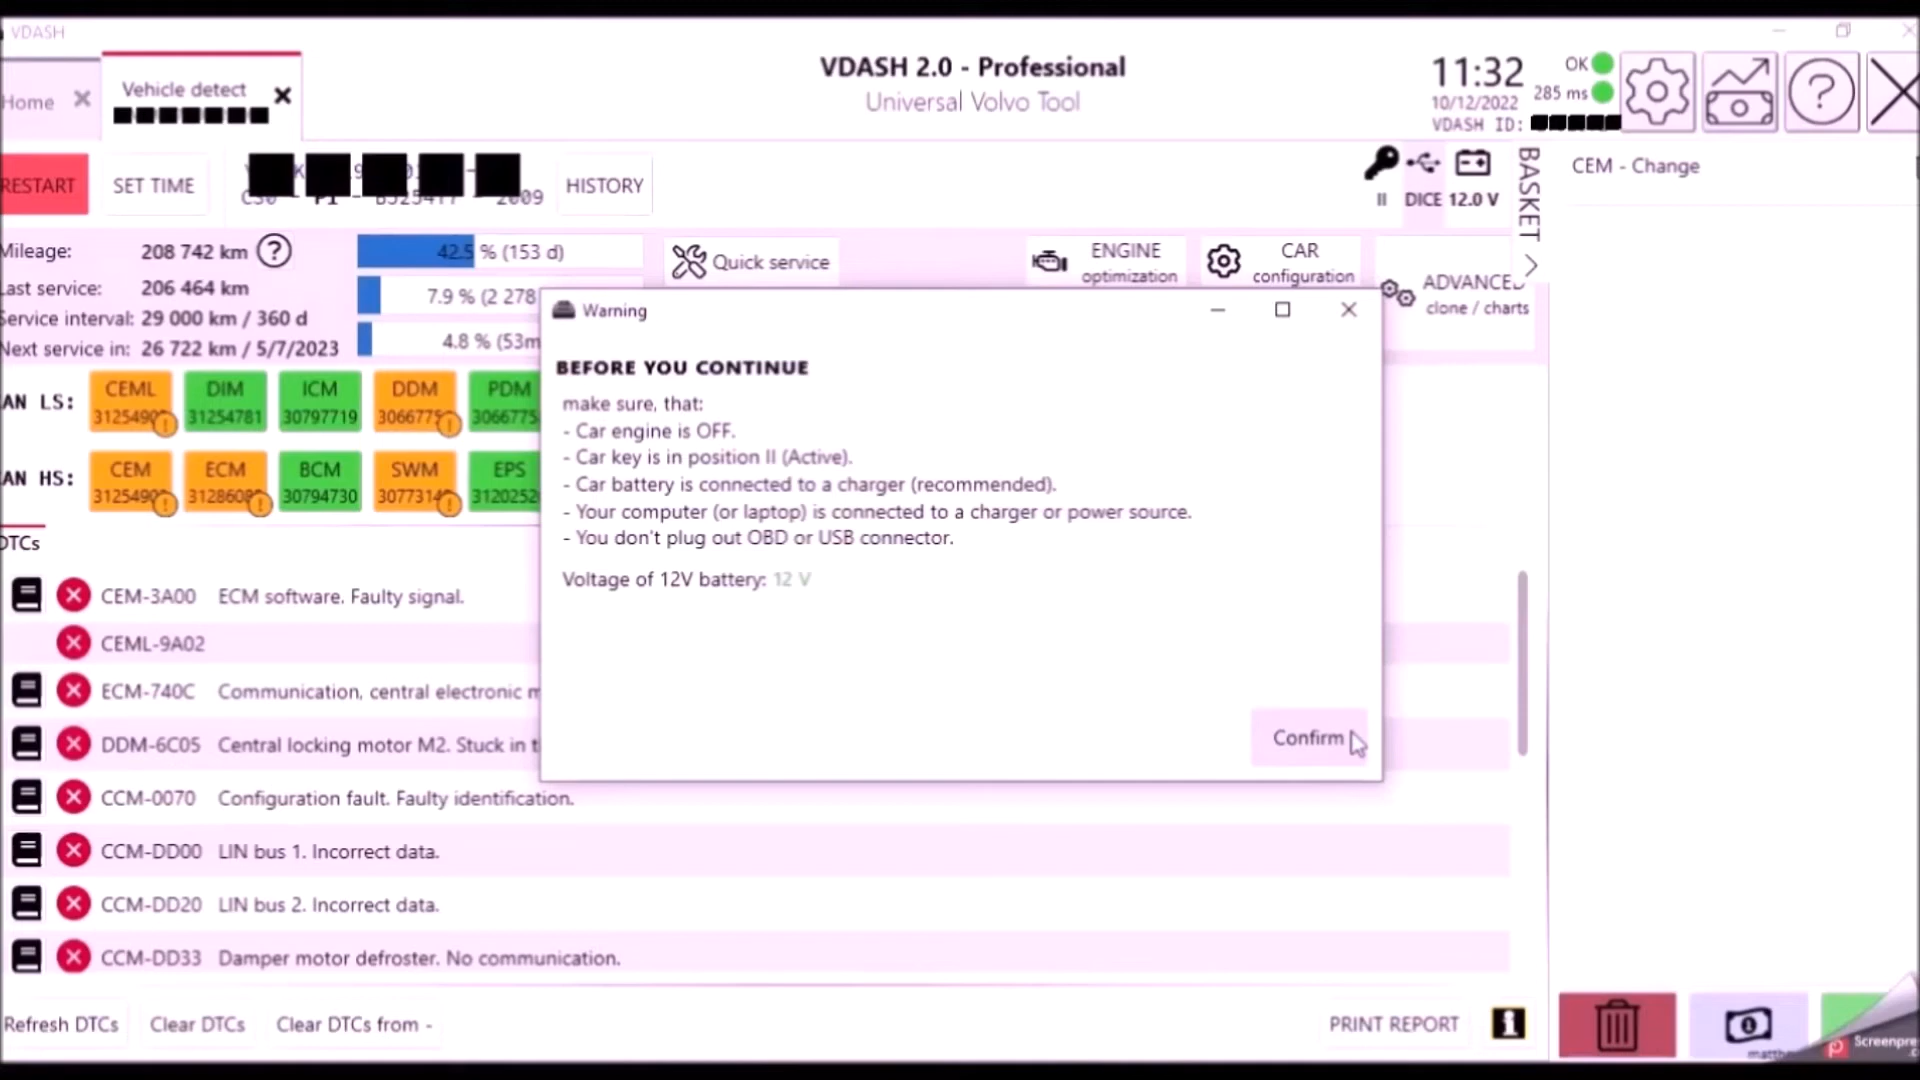 VDASH
Home
Vehicle detect
VDASH 2.0 - Professional
Universal Volvo Tool
11:32
10/12/2022
VDASH ID:
OK
285 ms
RESTART
SET TIME
2009
HISTORY
II
DICE
12.0 V
BASKET
CEM - Change
Mileage: 208 742 km
Last service: 206 464 km
Service interval: 29 000 km / 360 d
Next service in: 26 722 km / 5/7/2023
42.5 % (153 d)
7.9 % (2 278
4.8 % (53m
Quick service
ENGINE
optimization
CAR
configuration
ADVANCED
clone / charts
AN LS:
CEML
DIM
31254781
ICM
30797719
DDM
3066775
PDM
3066775
AN HS:
CEM
ECM
BCM
30794730
SWM
EPS
3120252
Warning
BEFORE YOU CONTINUE
make sure, that:
- Car engine is OFF.
- Car key is in position II (Active).
- Car battery is connected to a charger (recommended).
- Your computer (or laptop) is connected to a charger or power source.
- You don't plug out OBD or USB connector.
Voltage of 12V battery: 12 V
Confirm
DTCs
CEM-3A00 ECM software. Faulty signal.
CEML-9A02
ECM-740C Communication, central electronic m
DDM-6C05 Central locking motor M2. Stuck in t
CCM-0070 Configuration fault. Faulty identification.
CCM-DD00 LIN bus 1. Incorrect data.
CCM-DD20 LIN bus 2. Incorrect data.
CCM-DD33 Damper motor defroster. No communication.
Refresh DTCs
Clear DTCs
Clear DTCs from -
PRINT REPORT
Screenpre